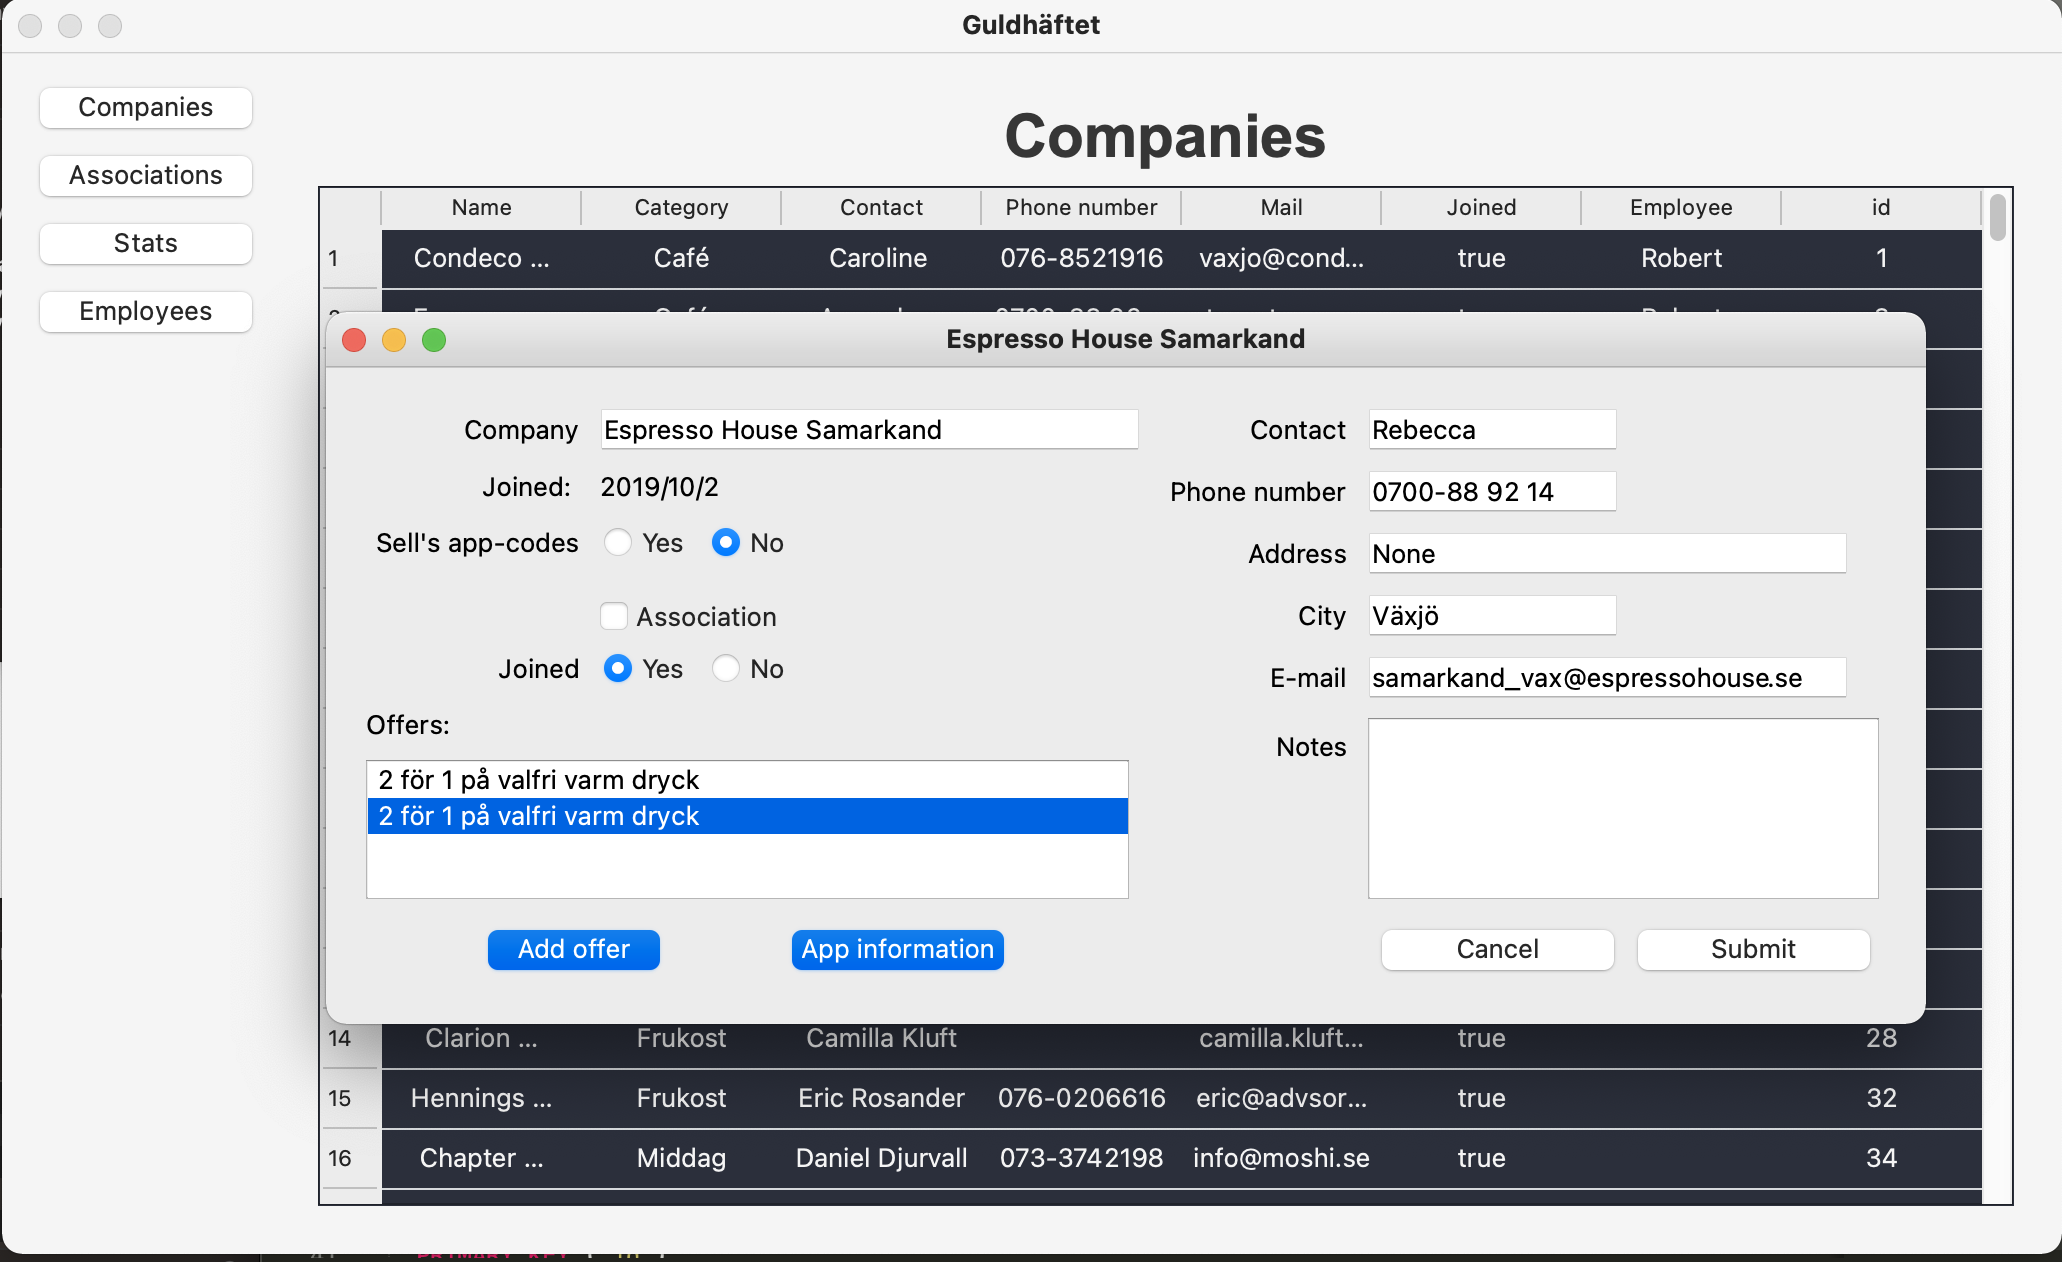 Guldhäftet
Companies
Associations
Stats
Employees
Companies
Name Category Contact Phone number Mail Joined Employee id
1 Condeco ... Café Caroline 076-8521916 vaxjo@cond... true Robert 1
Espresso House Samarkand
Company Espresso House Samarkand
Joined: 2019/10/2
Sell's app-codes Yes No
Association
Joined Yes No
Offers:
2 för 1 på valfri varm dryck
2 för 1 på valfri varm dryck
Add offer App information
Contact Rebecca
Phone number 0700-88 92 14
Address None
City Växjö
E-mail samarkand_vax@espressohouse.se
Notes
Cancel Submit
14 Clarion ... Frukost Camilla Kluft camilla.kluft... true 28
15 Hennings ... Frukost Eric Rosander 076-0206616 eric@advsor... true 32
16 Chapter ... Middag Daniel Djurvall 073-3742198 info@moshi.se true 34